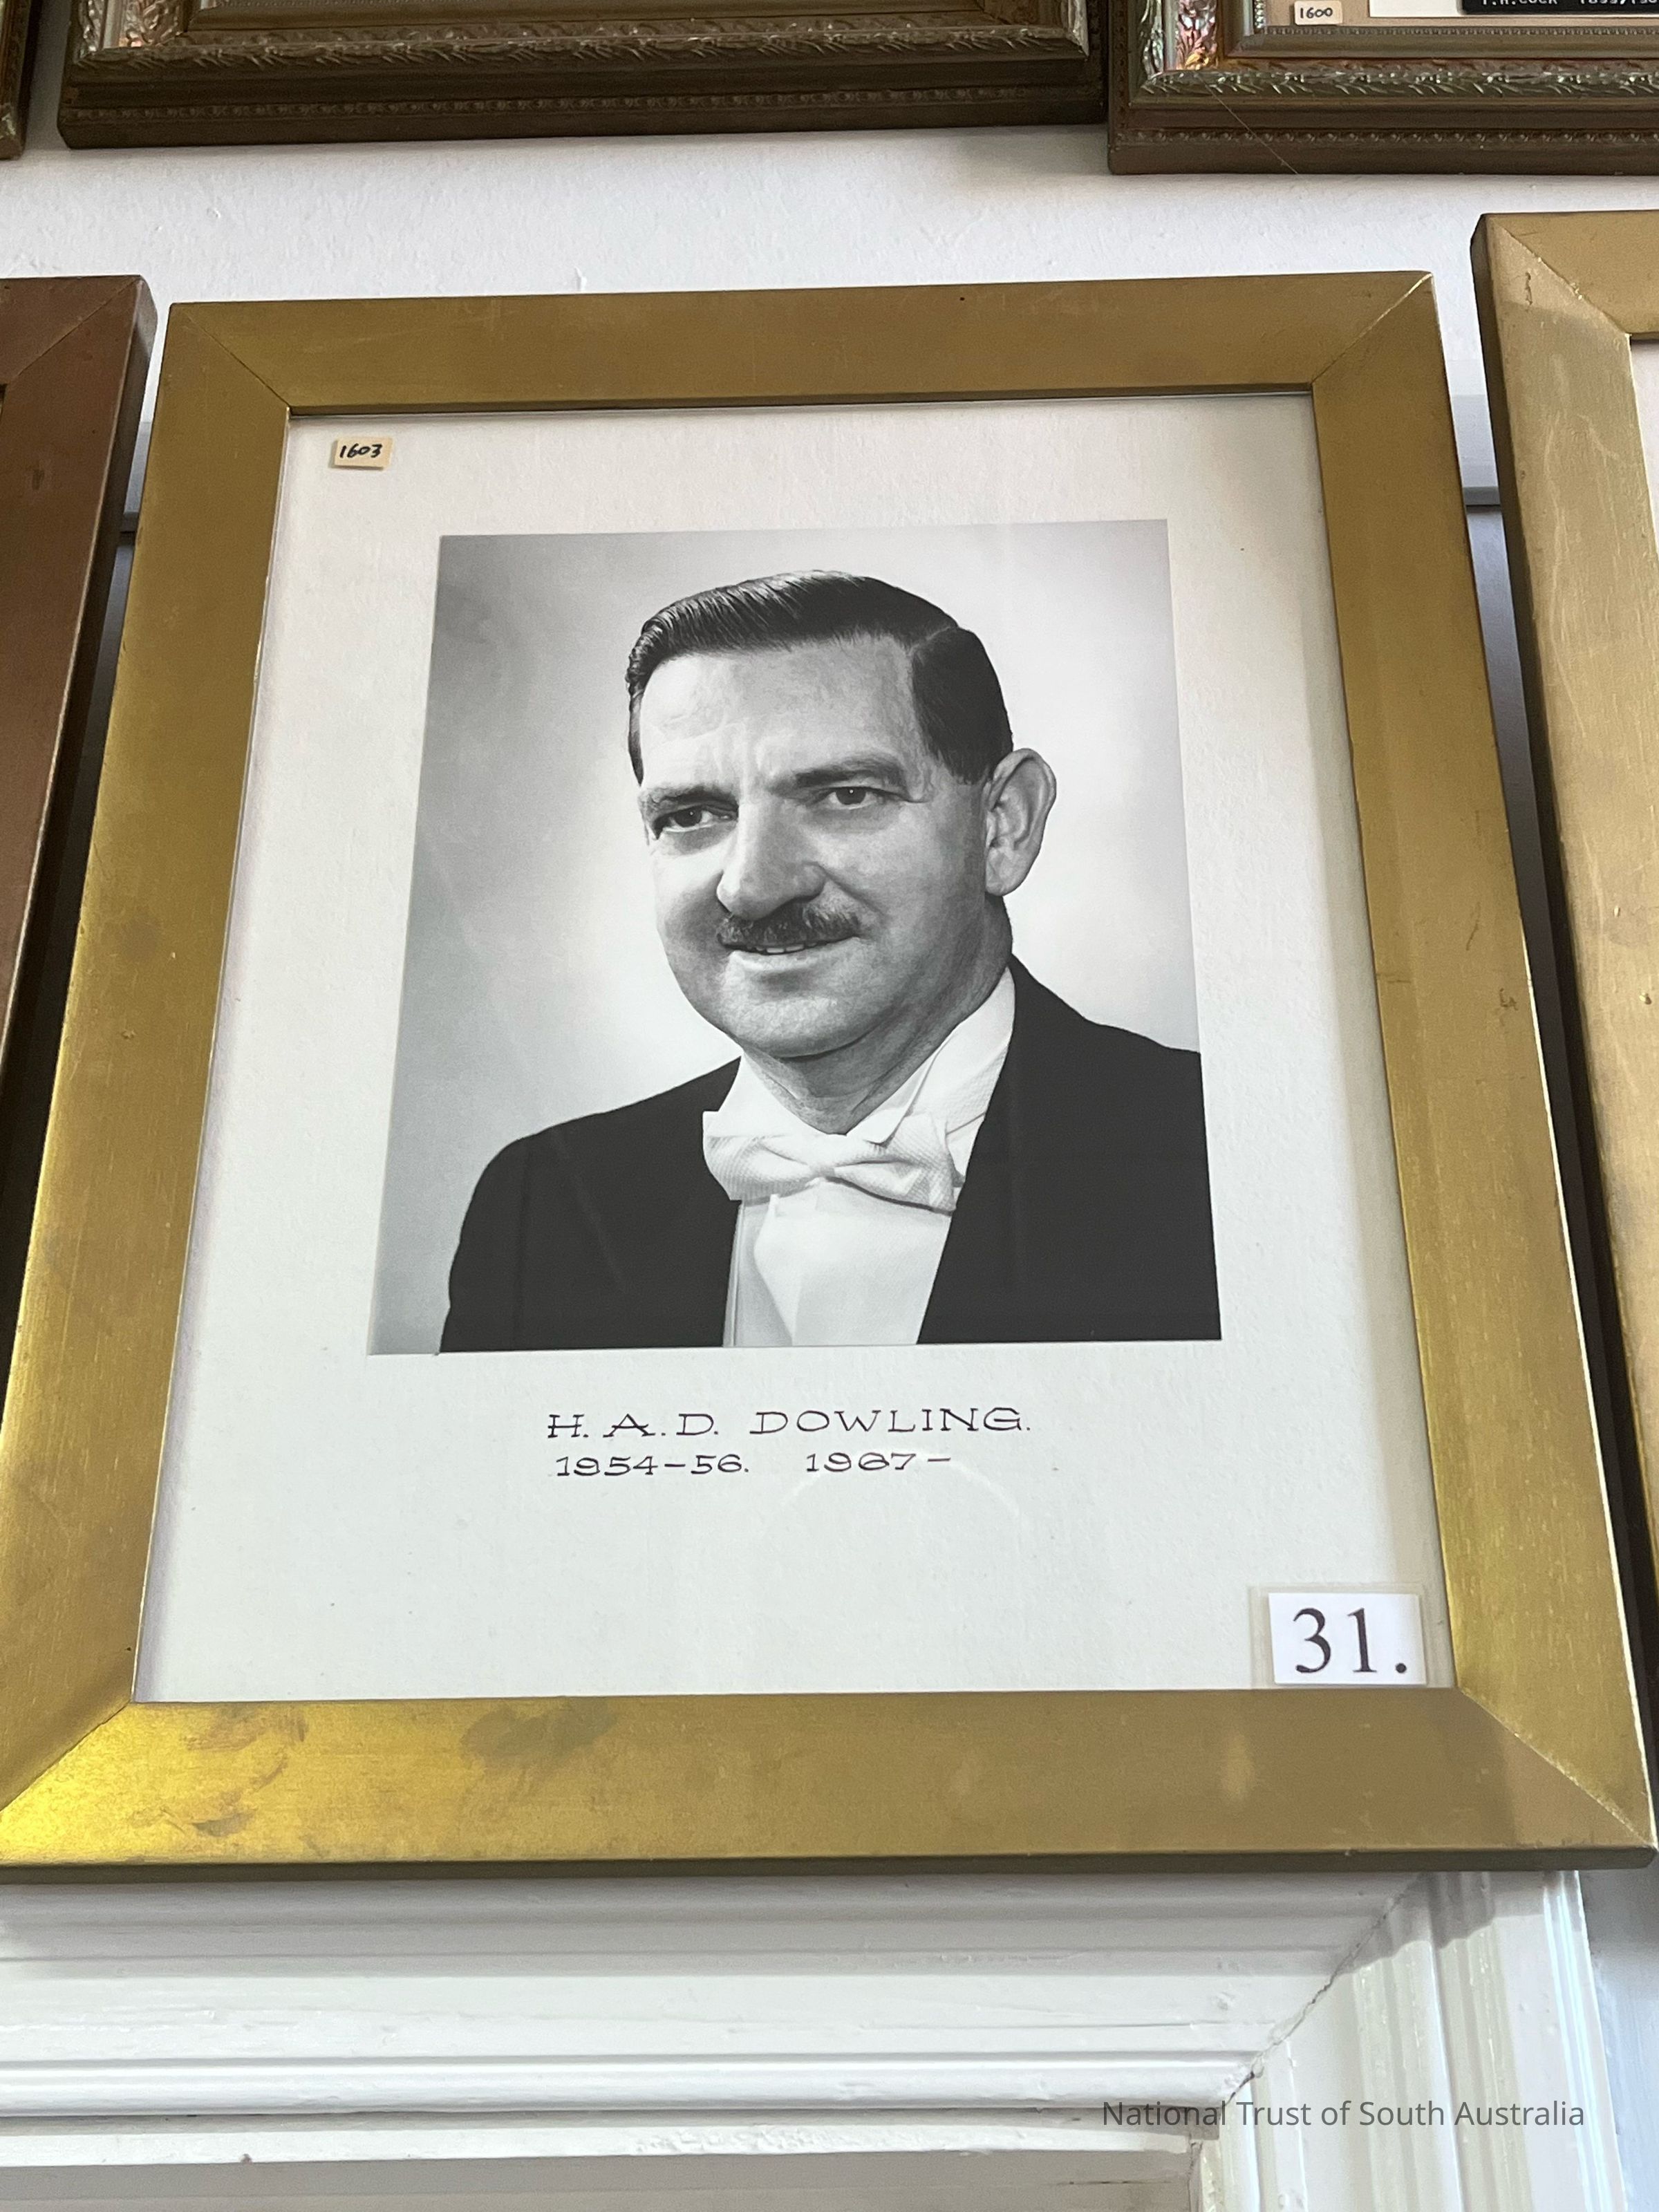 1600
1603
H. A. D. DOWLING.
1954-56. 1967-
31.
National Trust of South Australia